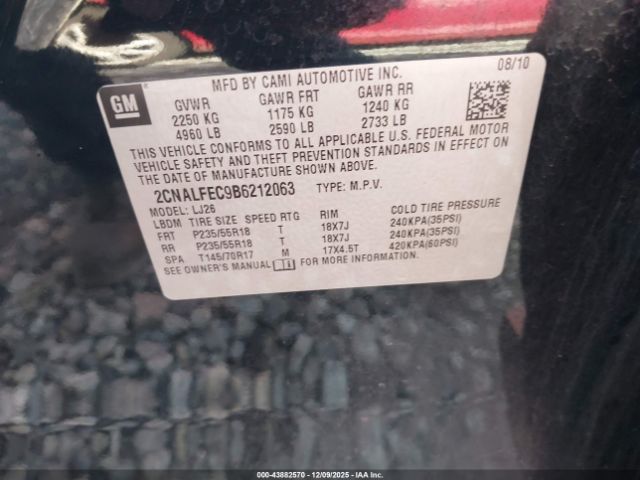 08/10
MFD BY CAMI AUTOMOTIVE INC.
GM
GVWR GAWR FRT GAWR RR
2250 KG 1175 KG 1240 KG
4960 LB 2590 LB 2733 LB
THIS VEHICLE CONFORMS TO ALL APPLICABLE U.S. FEDERAL MOTOR
VEHICLE SAFETY AND THEFT PREVENTION STANDARDS IN EFFECT ON
THE DATE OF MANUFACTURE SHOWN ABOVE.
2CNALFEC9B6212063 TYPE: M.P.V.
MODEL: LJ26
LBDM TIRE SIZE SPEED RTG RIM COLD TIRE PRESSURE
FRT P235/55R18 T 18X7J 240KPA(35PSI)
RR P235/55R18 T 18X7J 240KPA(35PSI)
SPA T145/70R17 M 17X4.5T 420KPA(60PSI)
SEE OWNER'S MANUAL FOR ADDITIONAL INFORMATION.
000-43882570 - 12/09/2025 - IAAI.CA